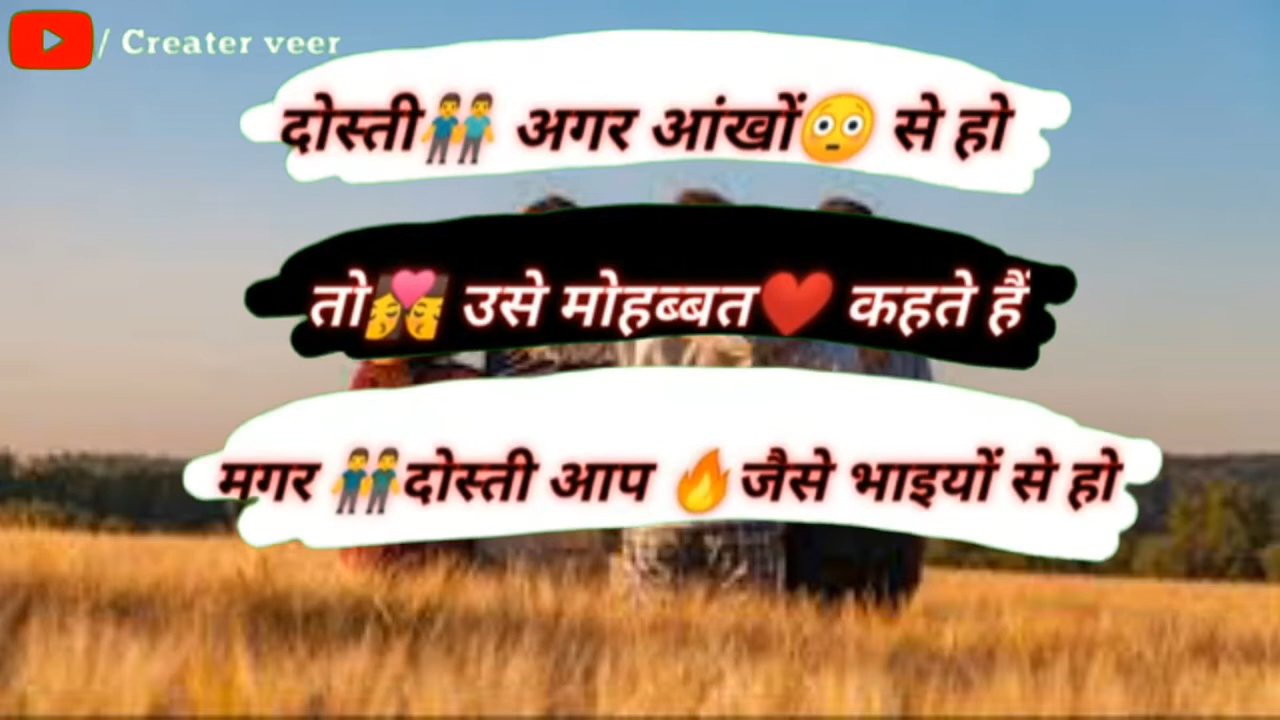 / Creater veer
दोस्ती👬 अगर आंखों😳 से हो
तो💏 उसे मोहब्बत❤️ कहते हैं
मगर 👬दोस्ती आप 🔥जैसे भाइयों से हो